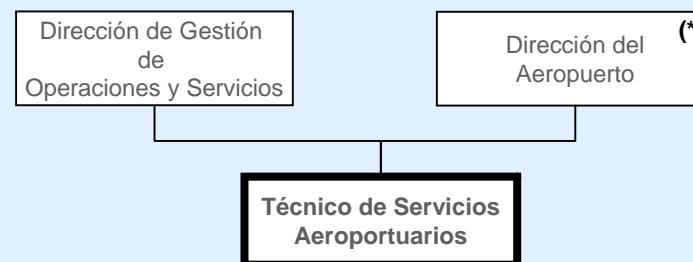 Dirección de Gestión
de
Operaciones y Servicios
Dirección del
Aeropuerto
(*
Técnico de Servicios
Aeroportuarios